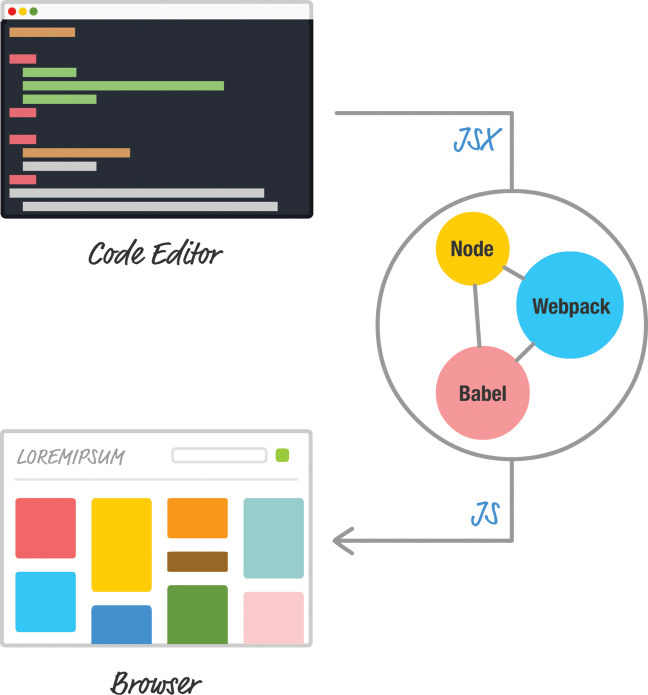 JSX
Code Editor
Node
Webpack
Babel
LOREMIPSUM
JS
Browser